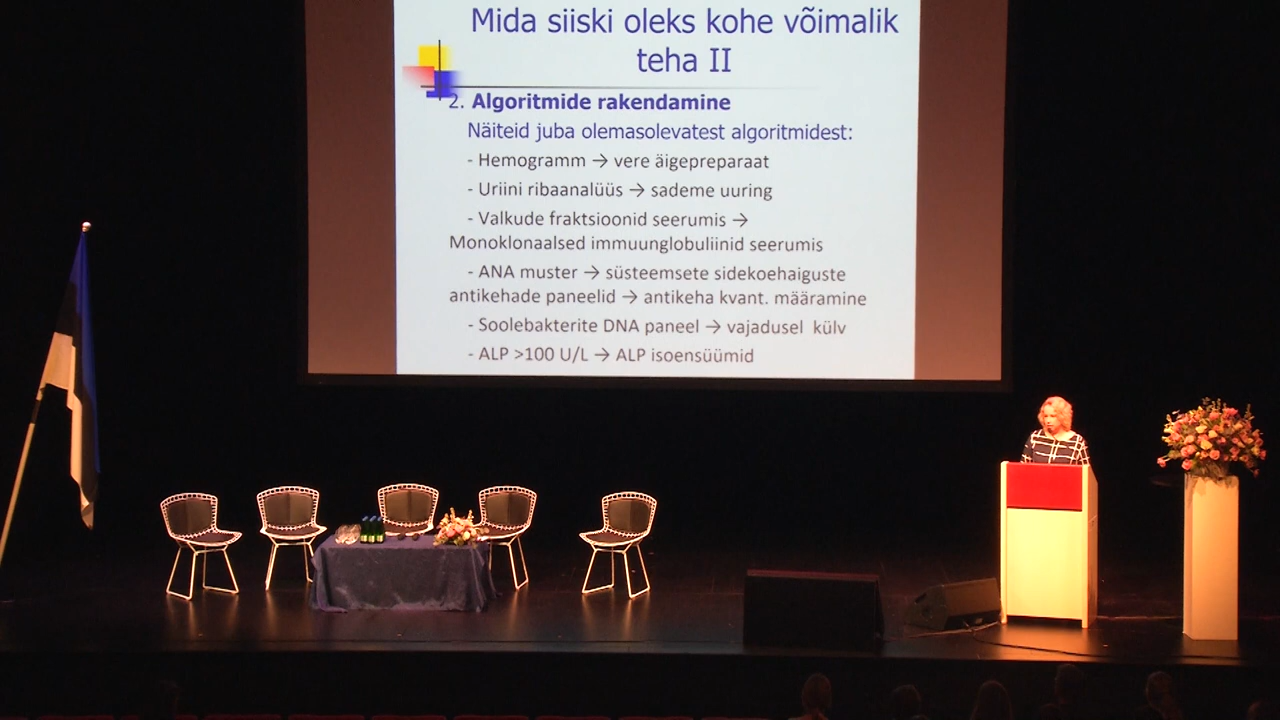 Mida siiski oleks kohe võimalik
teha II
2. Algoritmide rakendamine
Näiteid juba olemasolevatest algoritmidest:
- Hemogramm → vere äigepreparaat
- Uriini ribaanalüüs → sademe uuring
- Valkude fraktsioonid seerumis →
Monoklonaalsed immuunglobuliinid seerumis
- ANA muster → süsteemsete sidekoehaiguste
antikehade paneelid → antikeha kvant. määramine
- Soolebakterite DNA paneel → vajadusel külv
- ALP >100 U/L → ALP isoensüümid